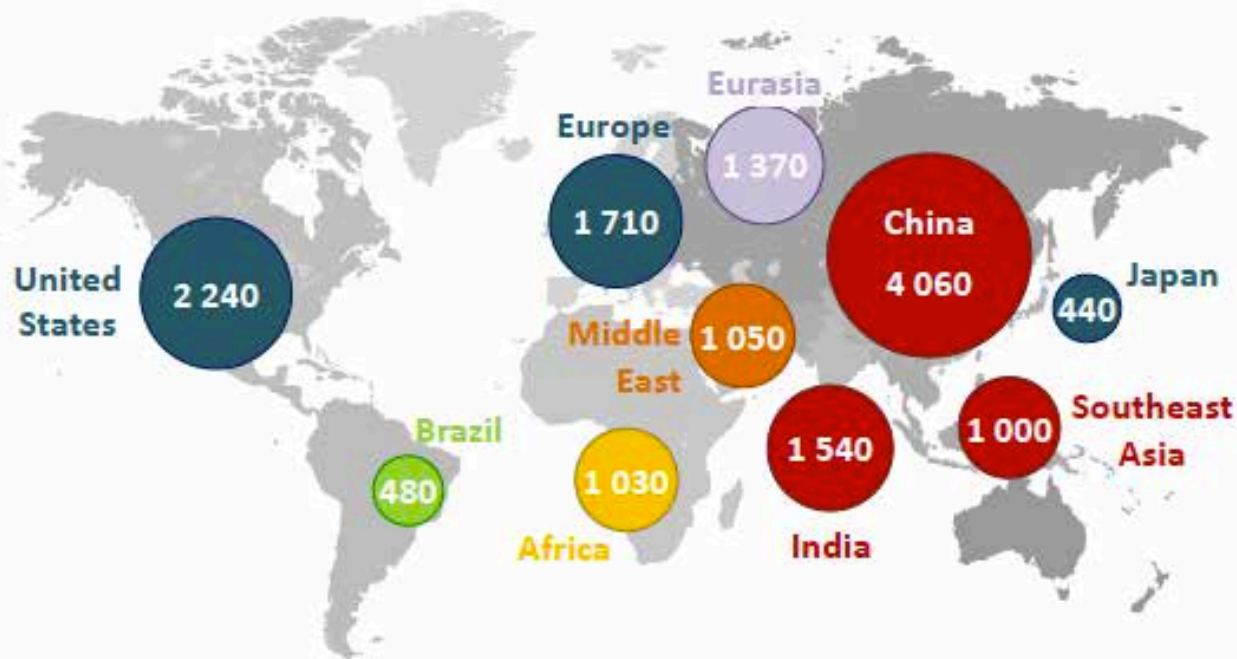 Eurasia
1 370
Europe
1 710
China
4 060
United
States
2 240
Japan
440
Middle
East
1 050
Brazil
480
Africa
1 030
India
1 540
Southeast
Asia
1 000